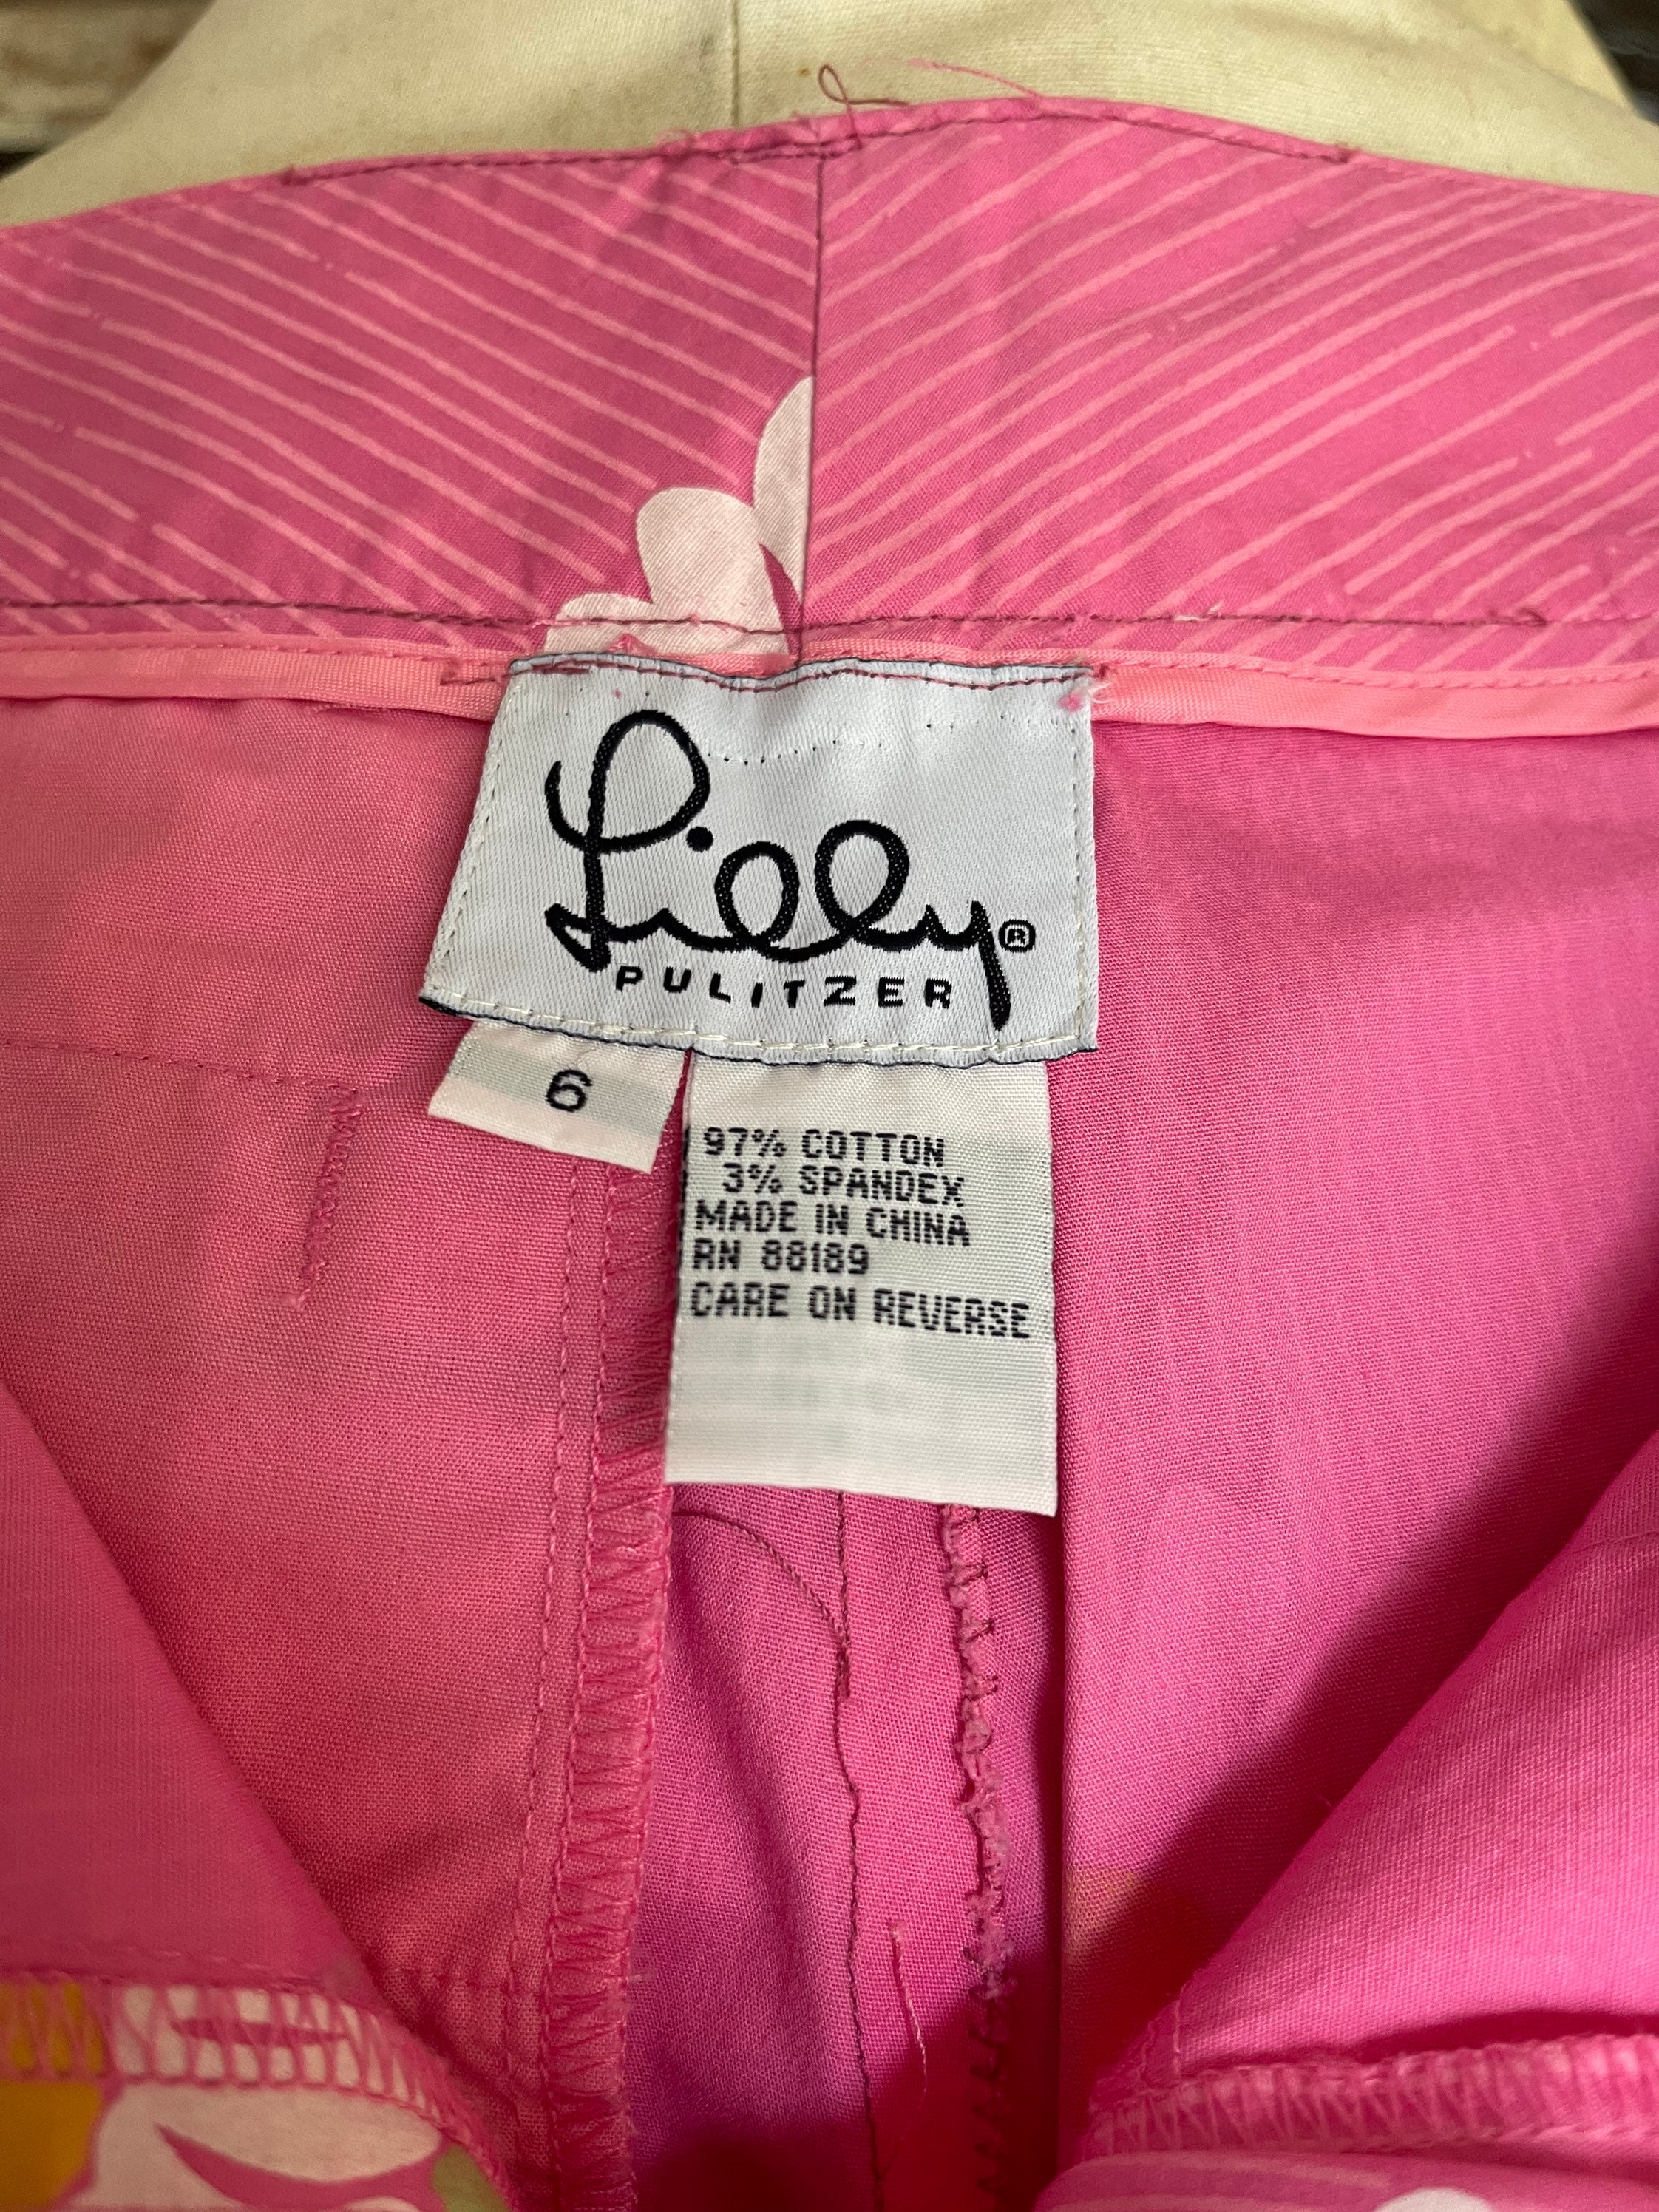 Lilly®
PULITZER
6
97% COTTON
3% SPANDEX
MADE IN CHINA
RN 88189
CARE ON REVERSE